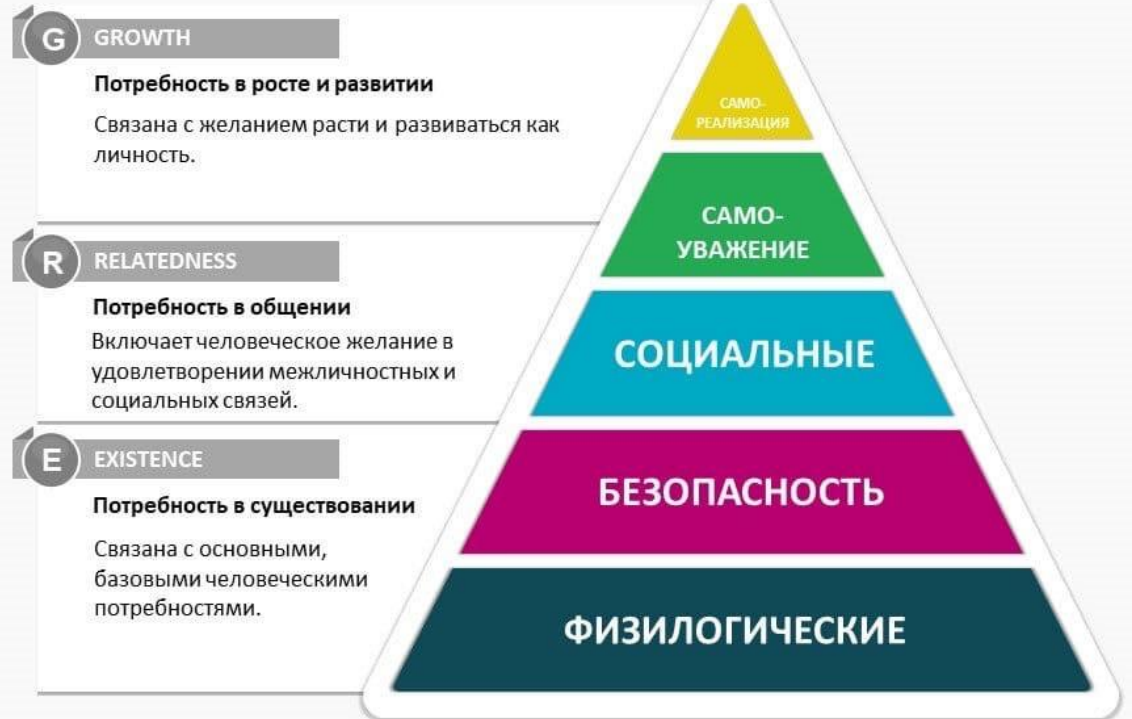 G GROWTH
Потребность в росте и развитии
Связана с желанием расти и развиваться как
личность.
R RELATEDNESS
Потребность в общении
Включает человеческое желание в
удовлетворении межличностных и
социальных связей.
E EXISTENCE
Потребность в существовании
Связана с основными,
базовыми человеческими
потребностями.
САМО-
РЕАЛИЗАЦИЯ
САМО-
УВАЖЕНИЕ
СОЦИАЛЬНЫЕ
БЕЗОПАСНОСТЬ
ФИЗИЛОГИЧЕСКИЕ